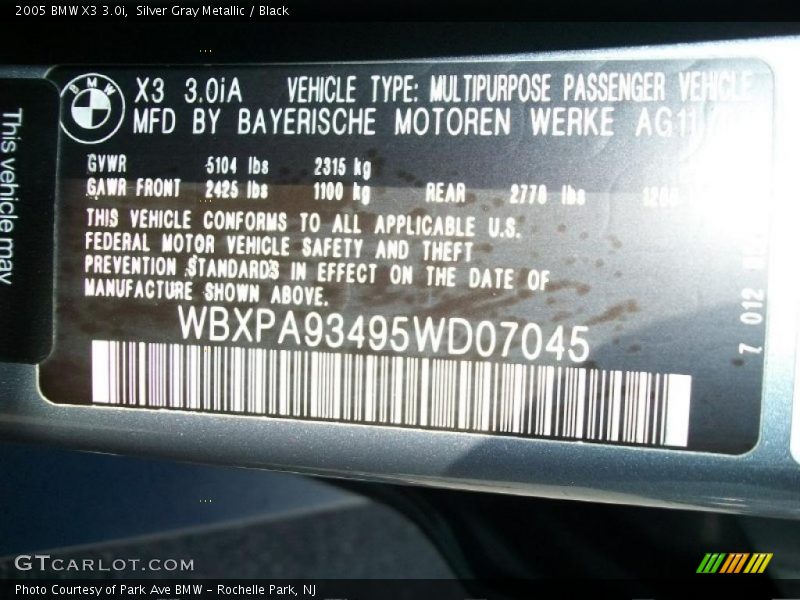 2005 BMW X3 3.0i, Silver Gray Metallic / Black
This vehicle may
BMW
X3 3.0iA VEHICLE TYPE: MULTIPURPOSE PASSENGER VEHICLE
MFD BY BAYERISCHE MOTOREN WERKE AG 11
GVWR 5104 lbs 2315 kg
GAWR FRONT 2425 lbs 1100 kg REAR 2778 lbs
THIS VEHICLE CONFORMS TO ALL APPLICABLE U.S.
FEDERAL MOTOR VEHICLE SAFETY AND THEFT
PREVENTION STANDARDS IN EFFECT ON THE DATE OF
MANUFACTURE SHOWN ABOVE.
WBXPA93495WD07045
7 012
GTCARLOT.COM
Photo Courtesy of Park Ave BMW - Rochelle Park, NJ